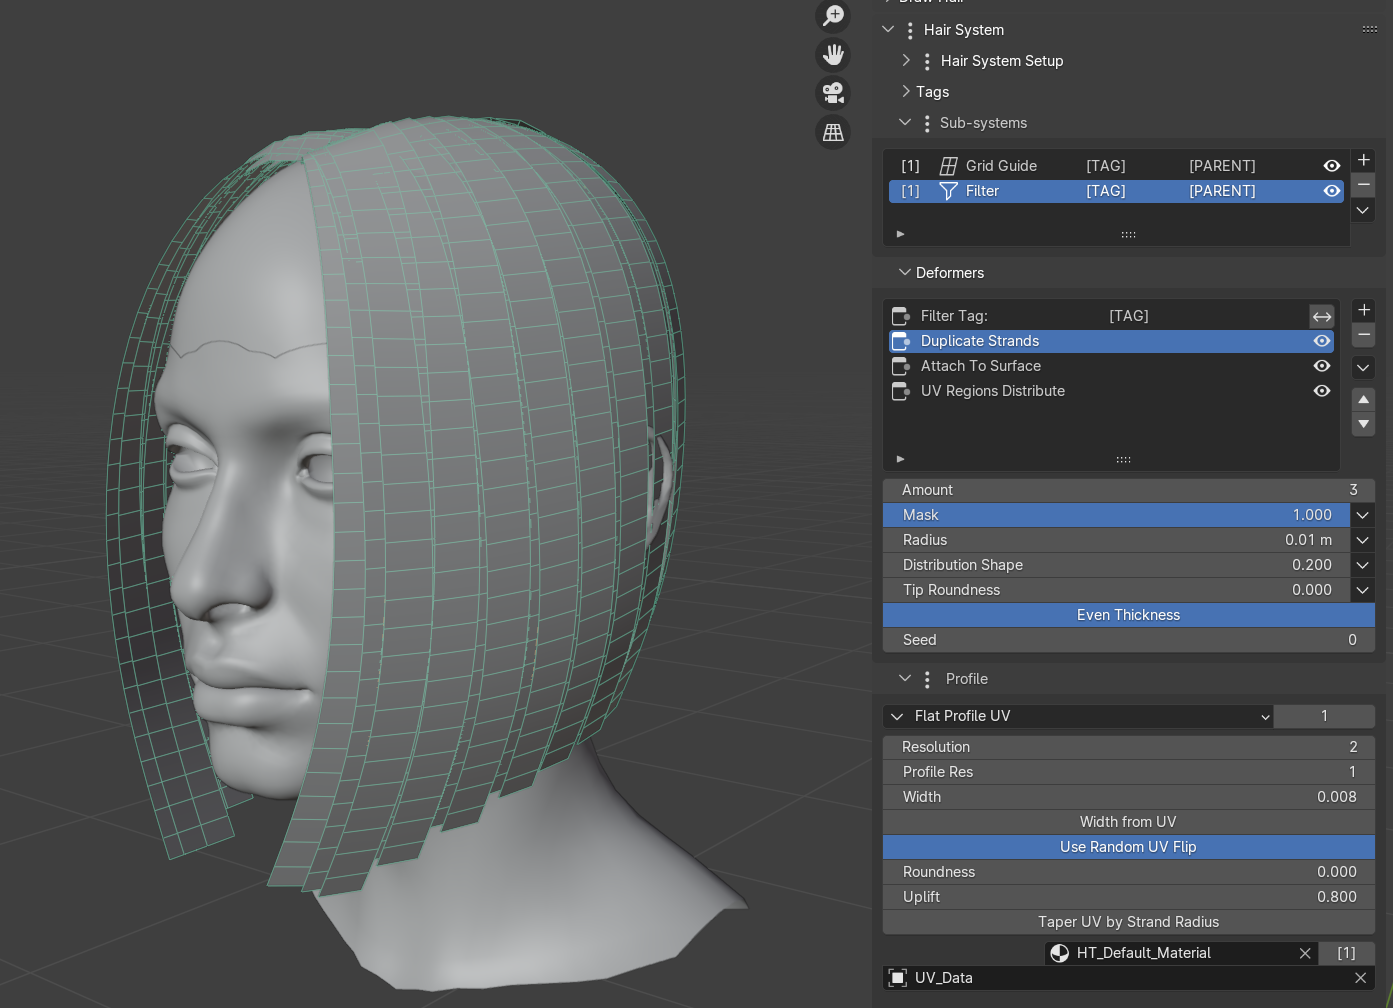 Draw Hair
Hair System
Hair System Setup
Tags
Sub-systems
[1] Grid Guide [TAG] [PARENT]
[1] Filter [TAG] [PARENT]
Deformers
Filter Tag: [TAG]
Duplicate Strands
Attach To Surface
UV Regions Distribute
Amount 3
Mask 1.000
Radius 0.01 m
Distribution Shape 0.200
Tip Roundness 0.000
Even Thickness
Seed 0
Profile
Flat Profile UV 1
Resolution 2
Profile Res 1
Width 0.008
Width from UV
Use Random UV Flip
Roundness 0.000
Uplift 0.800
Taper UV by Strand Radius
HT_Default_Material [1]
UV_Data